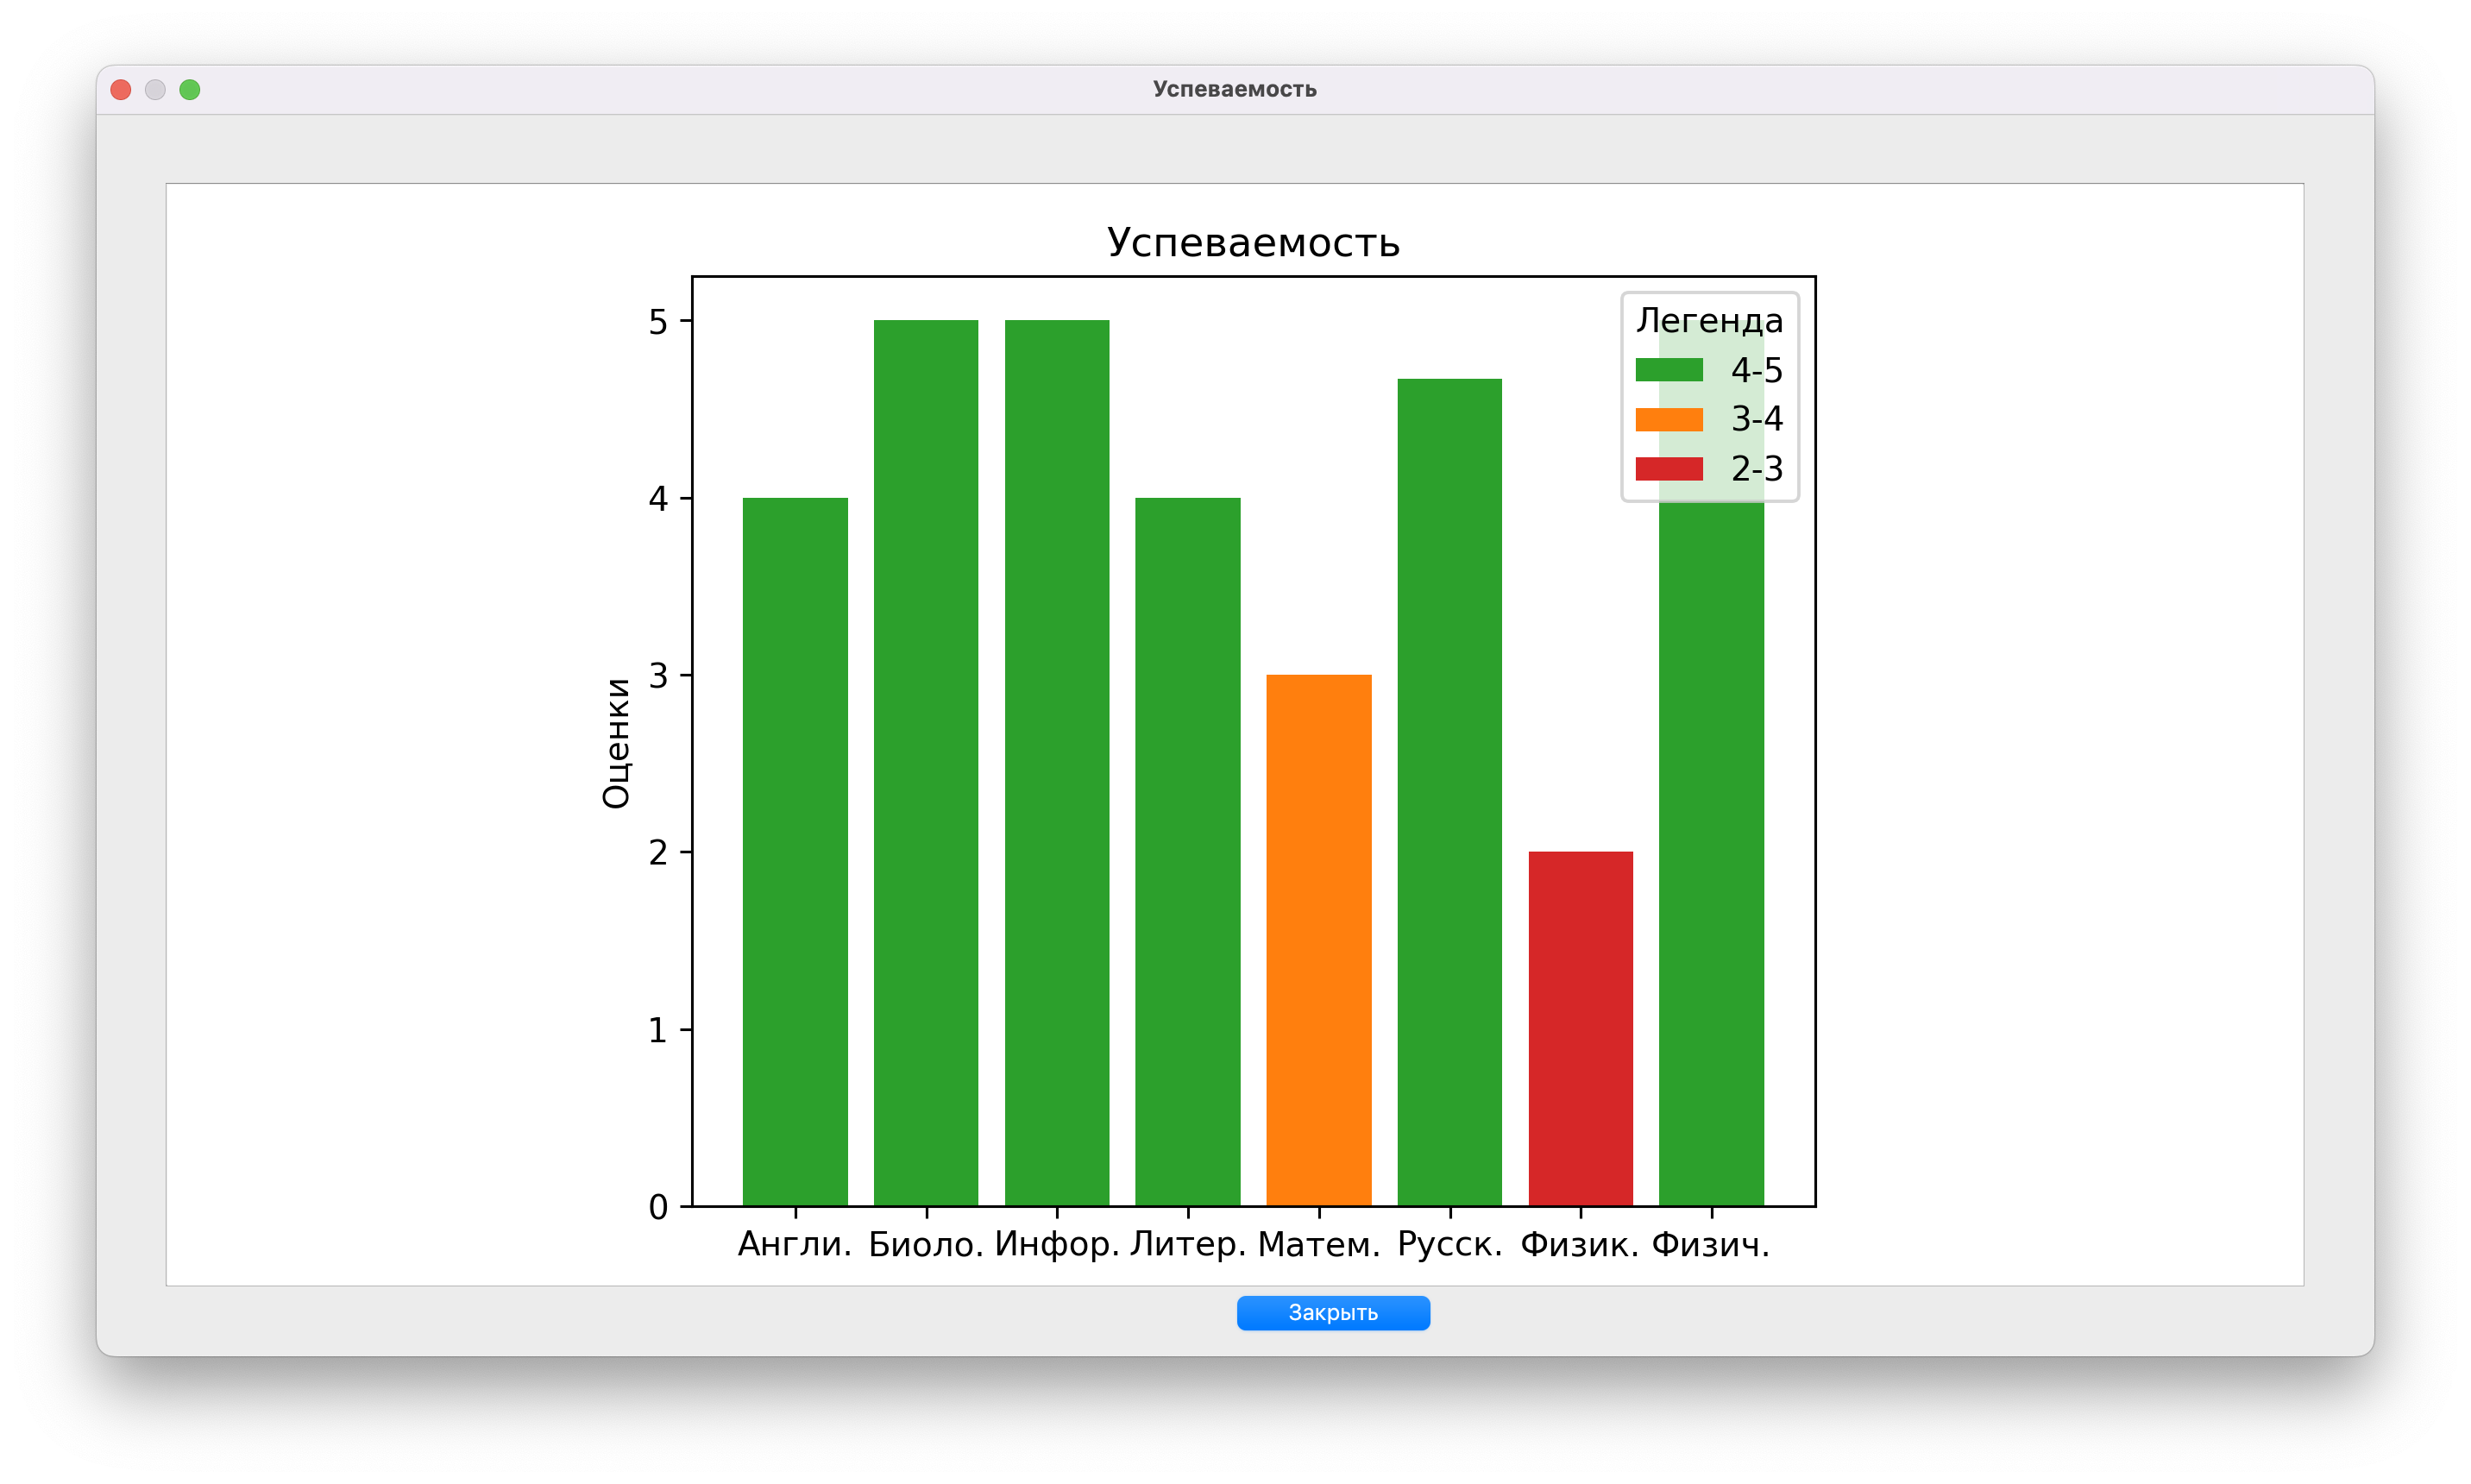 Успеваемость
Успеваемость
Легенда
4-5
3-4
2-3
Оценки
5
4
3
2
1
0
Англи. Биоло. Инфор. Литер. Матем. Русск. Физик. Физич.
Закрыть